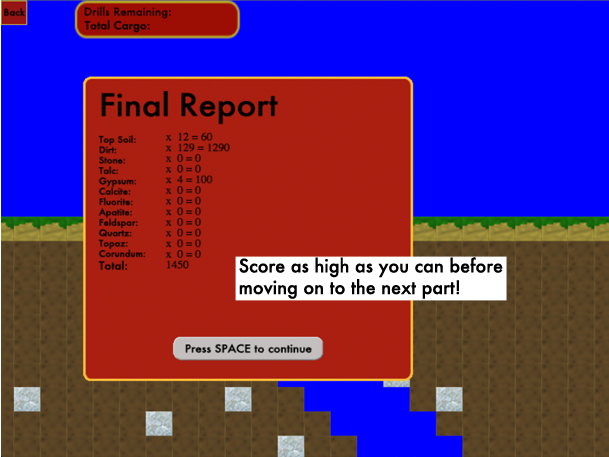 Back
Drills Remaining:
Total Cargo:
Final Report
Top Soil: x 12 = 60
Dirt: x 129 = 1290
Stone: x 0 = 0
Talc: x 0 = 0
Gypsum: x 4 = 100
Calcite: x 0 = 0
Fluorite: x 0 = 0
Apatite: x 0 = 0
Feldspar: x 0 = 0
Quartz: x 0 = 0
Topaz: x 0 = 0
Corundum: x 0 = 0
Total: 1450
Score as high as you can before
moving on to the next part!
Press SPACE to continue